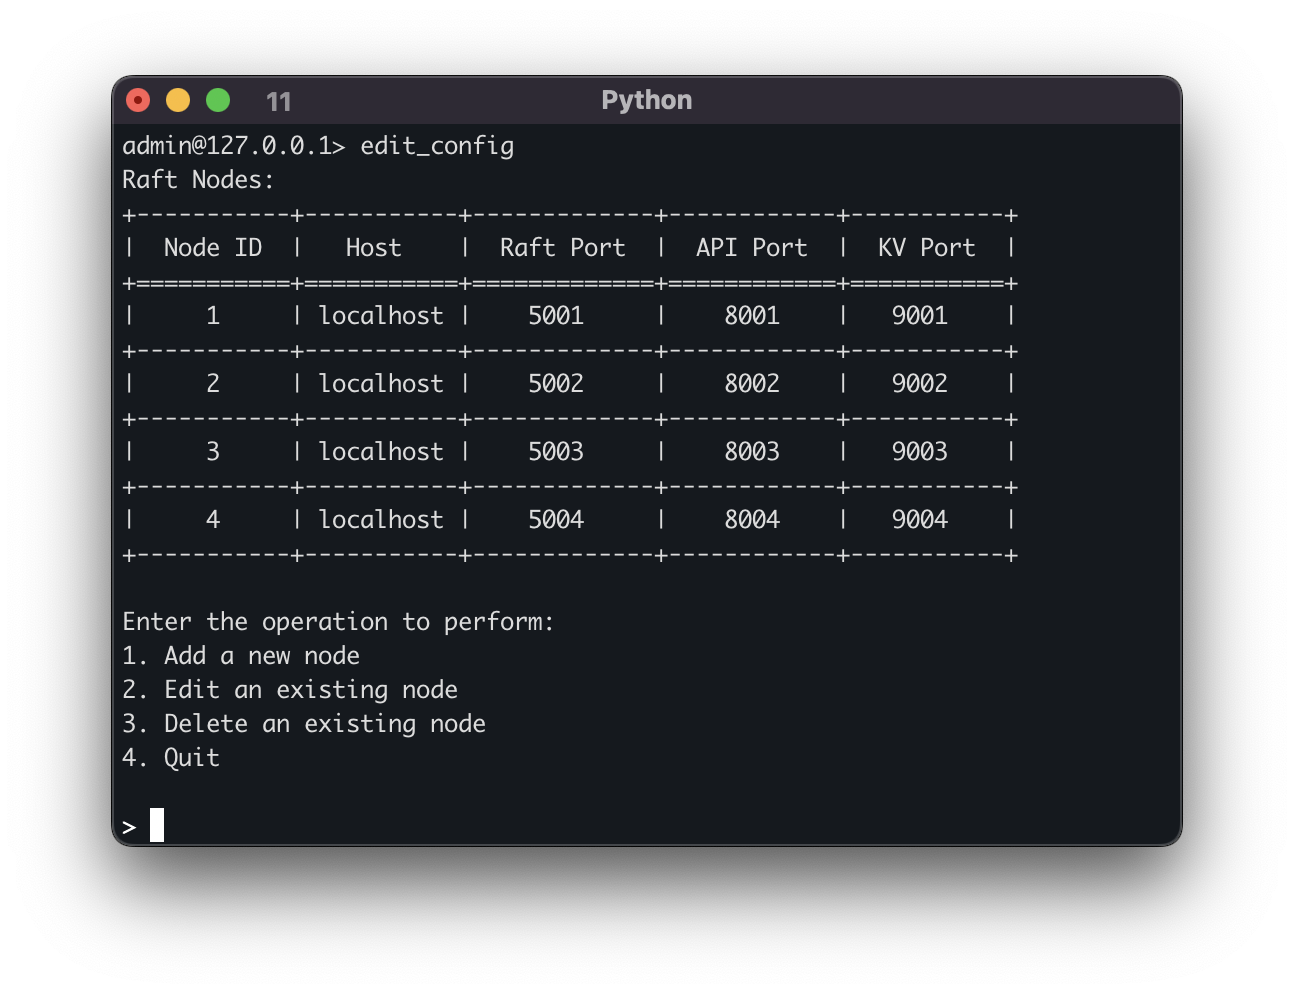 11 Python
admin@127.0.0.1> edit_config
Raft Nodes:
+-----------+-----------+-------------+------------+-----------+
|  Node ID  |   Host    |  Raft Port  |  API Port  |  KV Port  |
+===========+===========+=============+============+===========+
|     1     | localhost |    5001     |    8001    |   9001    |
+-----------+-----------+-------------+------------+-----------+
|     2     | localhost |    5002     |    8002    |   9002    |
+-----------+-----------+-------------+------------+-----------+
|     3     | localhost |    5003     |    8003    |   9003    |
+-----------+-----------+-------------+------------+-----------+
|     4     | localhost |    5004     |    8004    |   9004    |
+-----------+-----------+-------------+------------+-----------+
Enter the operation to perform:
1. Add a new node
2. Edit an existing node
3. Delete an existing node
4. Quit
>